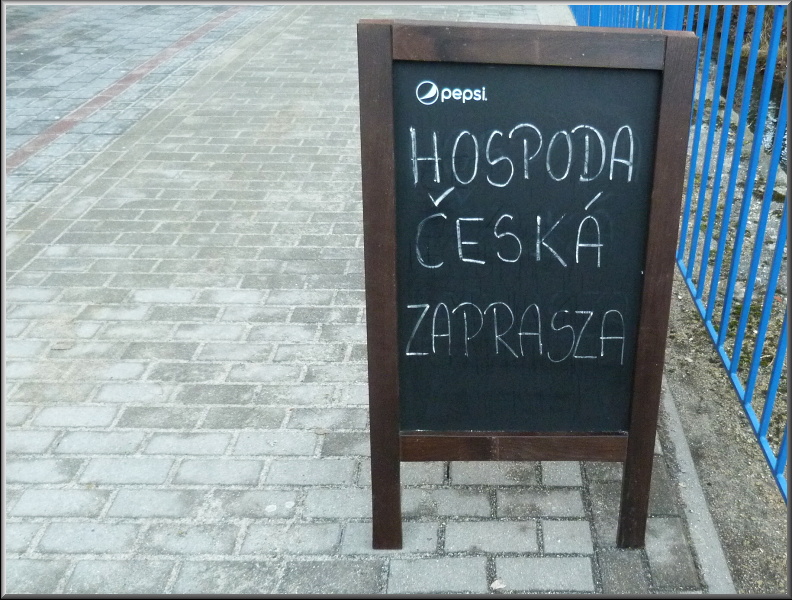 pepsi
HOSPODA
ČESKÁ
ZAPRASZA